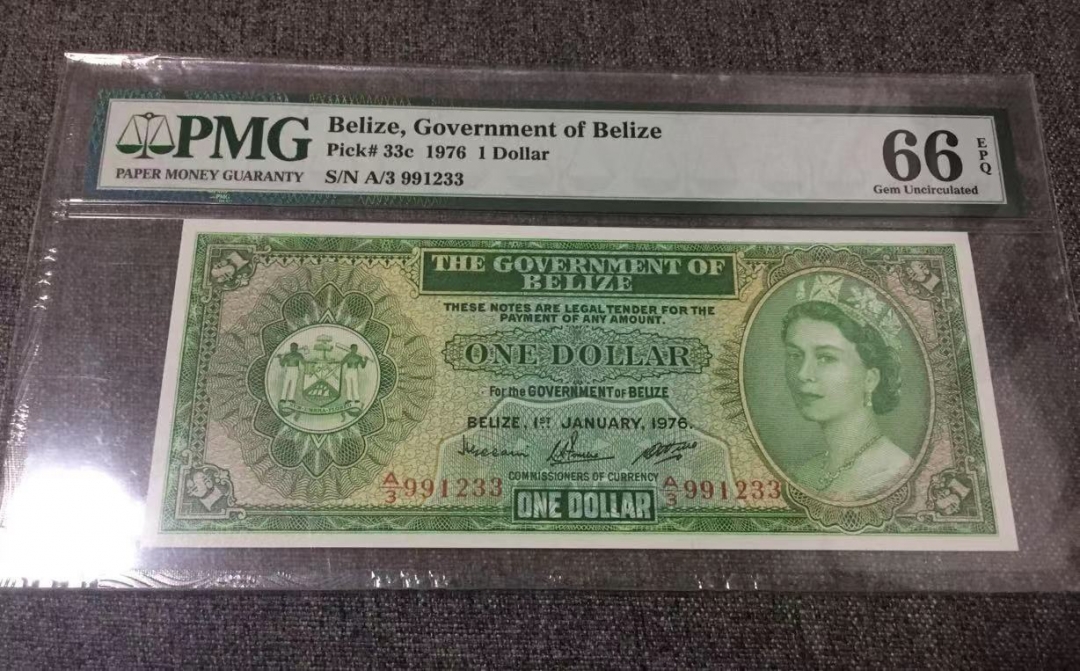 PMG
PAPER MONEY GUARANTY
Belize, Government of Belize
Pick# 33c 1976 1 Dollar
S/N A/3 991233
66
EPQ
Gem Uncirculated
$1
$1
THE GOVERNMENT OF
BELIZE
THESE NOTES ARE LEGAL TENDER FOR THE
PAYMENT OF ANY AMOUNT.
ONE DOLLAR
For the GOVERNMENT of BELIZE
BELIZE, 1ST JANUARY, 1976.
COMMISSIONERS OF CURRENCY
A/3 991233
A/3 991233
$1
ONE DOLLAR
$1